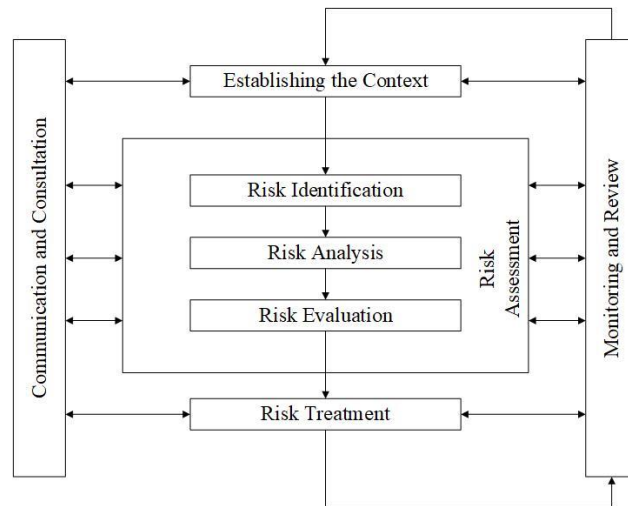 Establishing the Context
Communication and Consultation
Risk Identification
Risk Analysis
Risk Evaluation
Risk
Assessment
Monitoring and Review
Risk Treatment